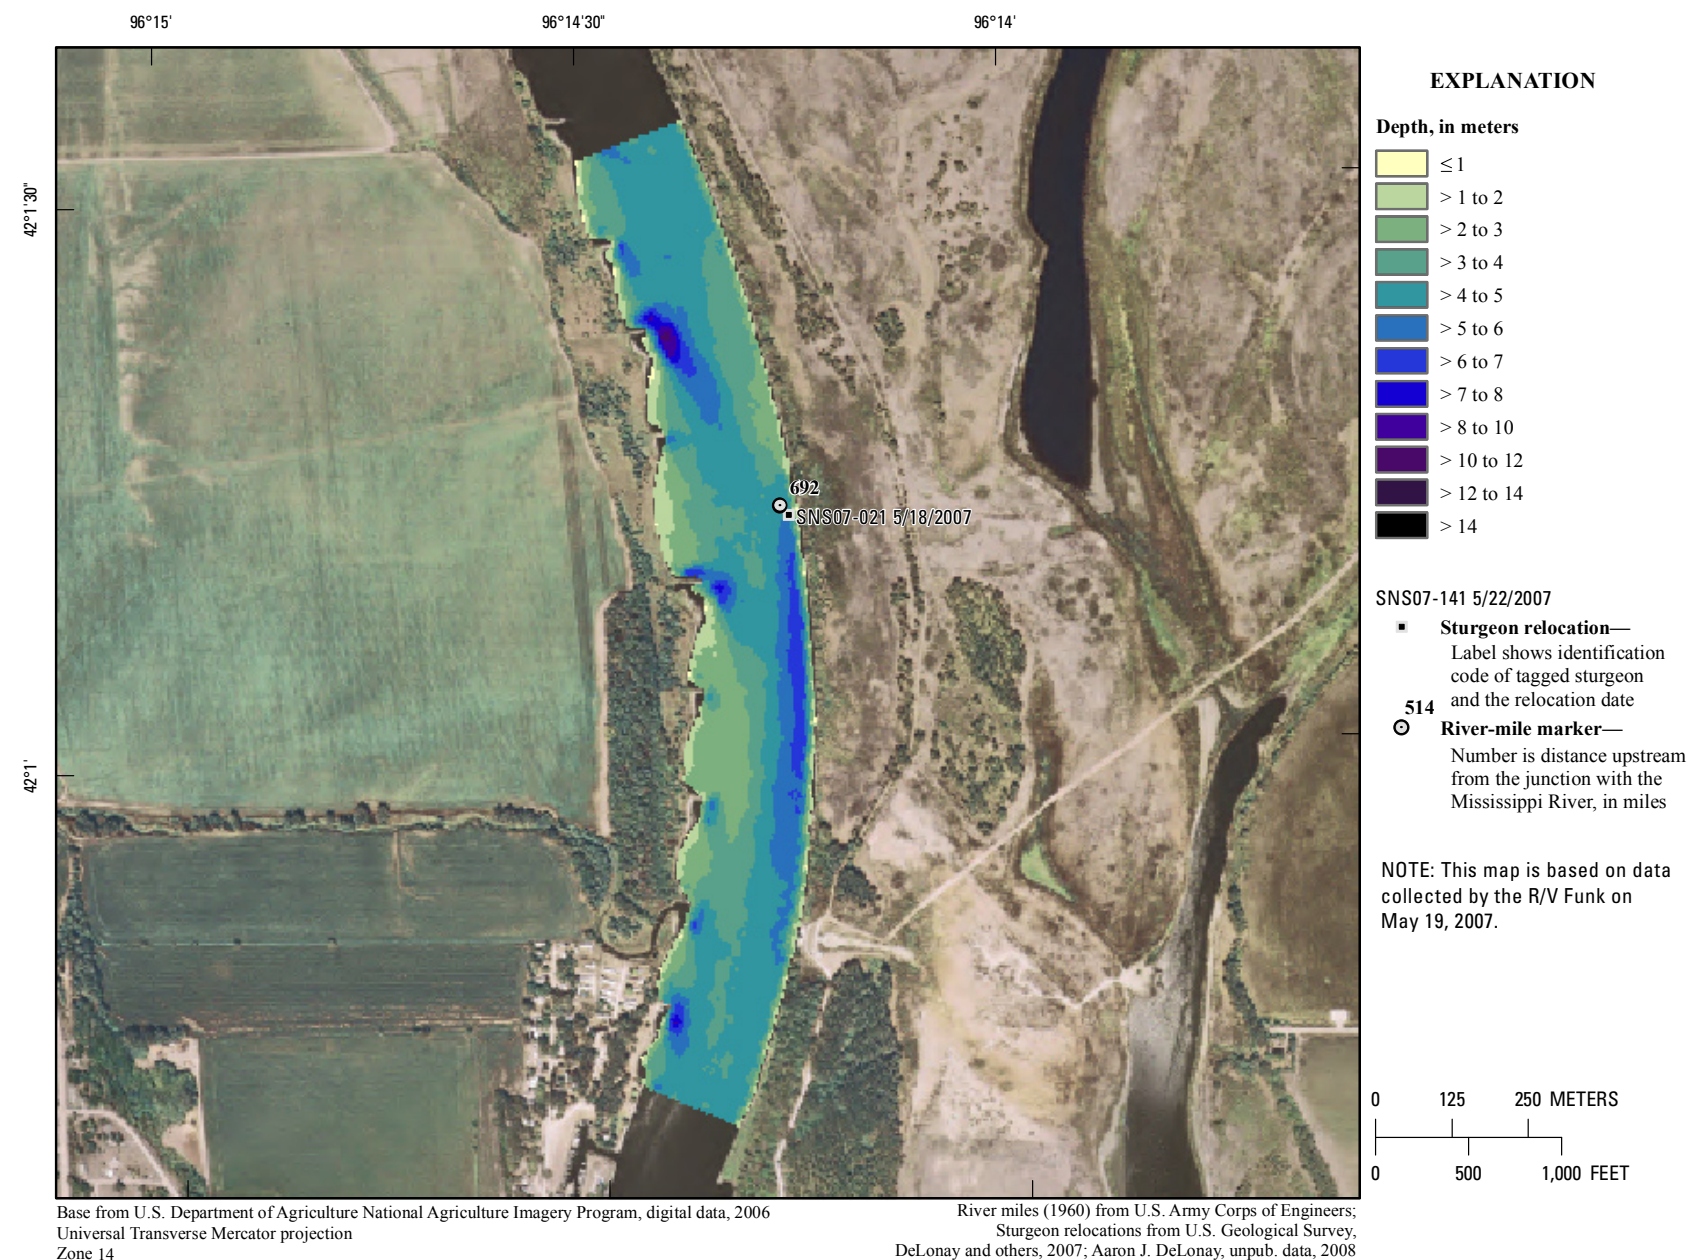 96°15'
96°14'30"
96°14'
42°1'30"
42°1'
692
SNS07-021 5/18/2007
EXPLANATION
Depth, in meters
≤ 1
> 1 to 2
> 2 to 3
> 3 to 4
> 4 to 5
> 5 to 6
> 6 to 7
> 7 to 8
> 8 to 10
> 10 to 12
> 12 to 14
> 14
SNS07-141 5/22/2007
Sturgeon relocation—
Label shows identification
code of tagged sturgeon
and the relocation date
514
River-mile marker—
Number is distance upstream
from the junction with the
Mississippi River, in miles
NOTE: This map is based on data
collected by the R/V Funk on
May 19, 2007.
0 125 250 METERS
0 500 1,000 FEET
Base from U.S. Department of Agriculture National Agriculture Imagery Program, digital data, 2006
Universal Transverse Mercator projection
Zone 14
River miles (1960) from U.S. Army Corps of Engineers;
Sturgeon relocations from U.S. Geological Survey,
DeLonay and others, 2007; Aaron J. DeLonay, unpub. data, 2008